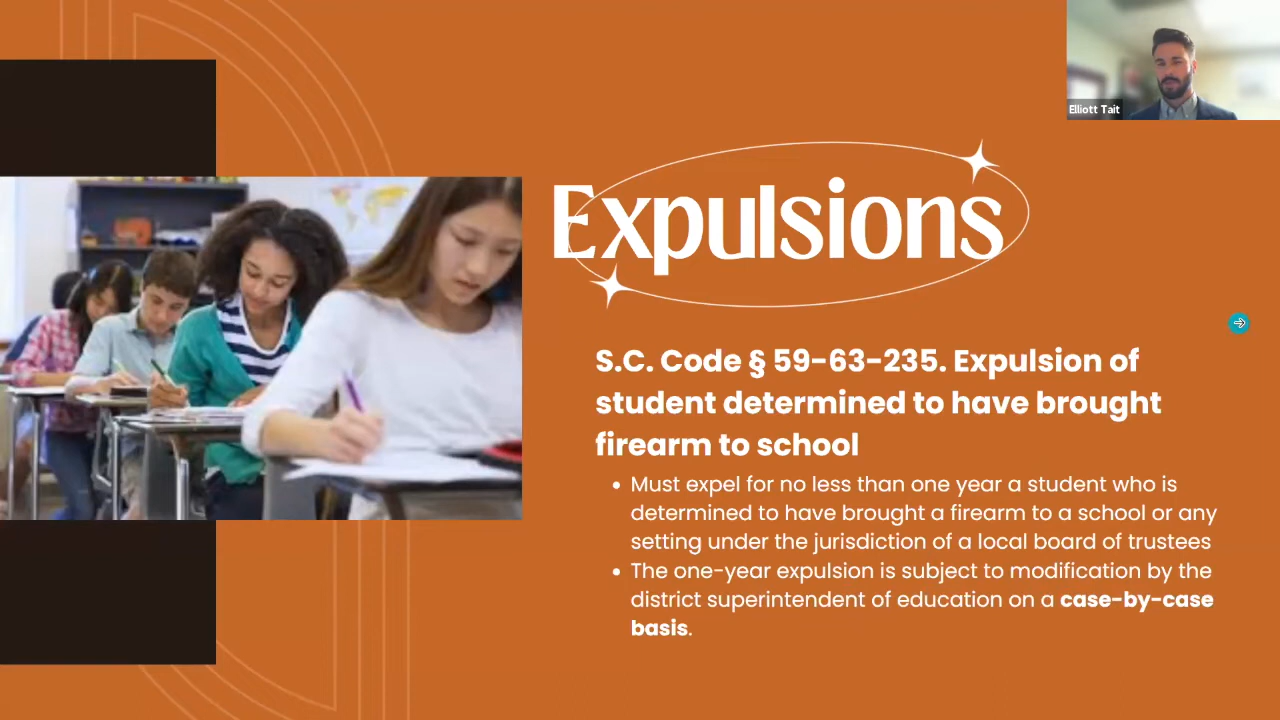 Elliott Tait
Expulsions
S.C. Code § 59-63-235. Expulsion of
student determined to have brought
firearm to school
• Must expel for no less than one year a student who is
determined to have brought a firearm to a school or any
setting under the jurisdiction of a local board of trustees
• The one-year expulsion is subject to modification by the
district superintendent of education on a case-by-case
basis.